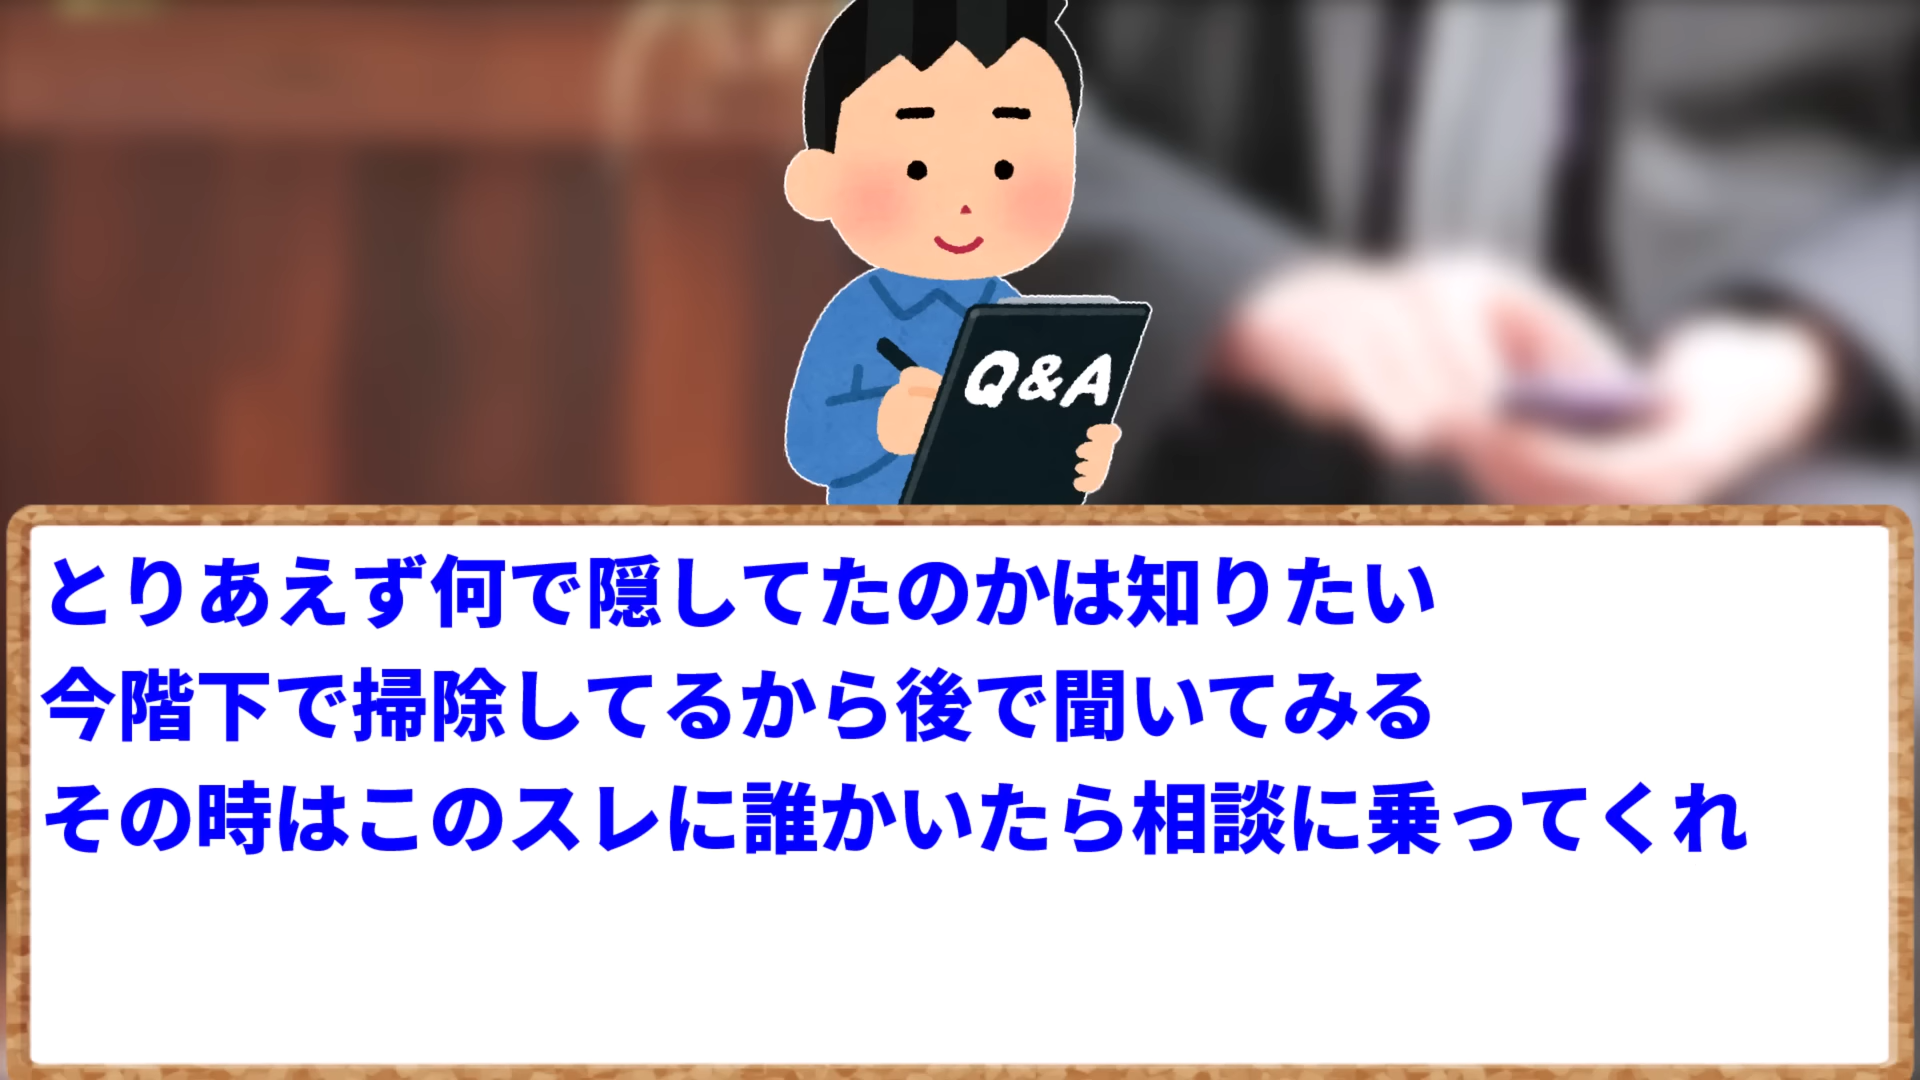 Q&A
とりあえず何で隠してたのかは知りたい
今階下で掃除してるから後で聞いてみる
その時はこのスレに誰かいたら相談に乗ってくれ